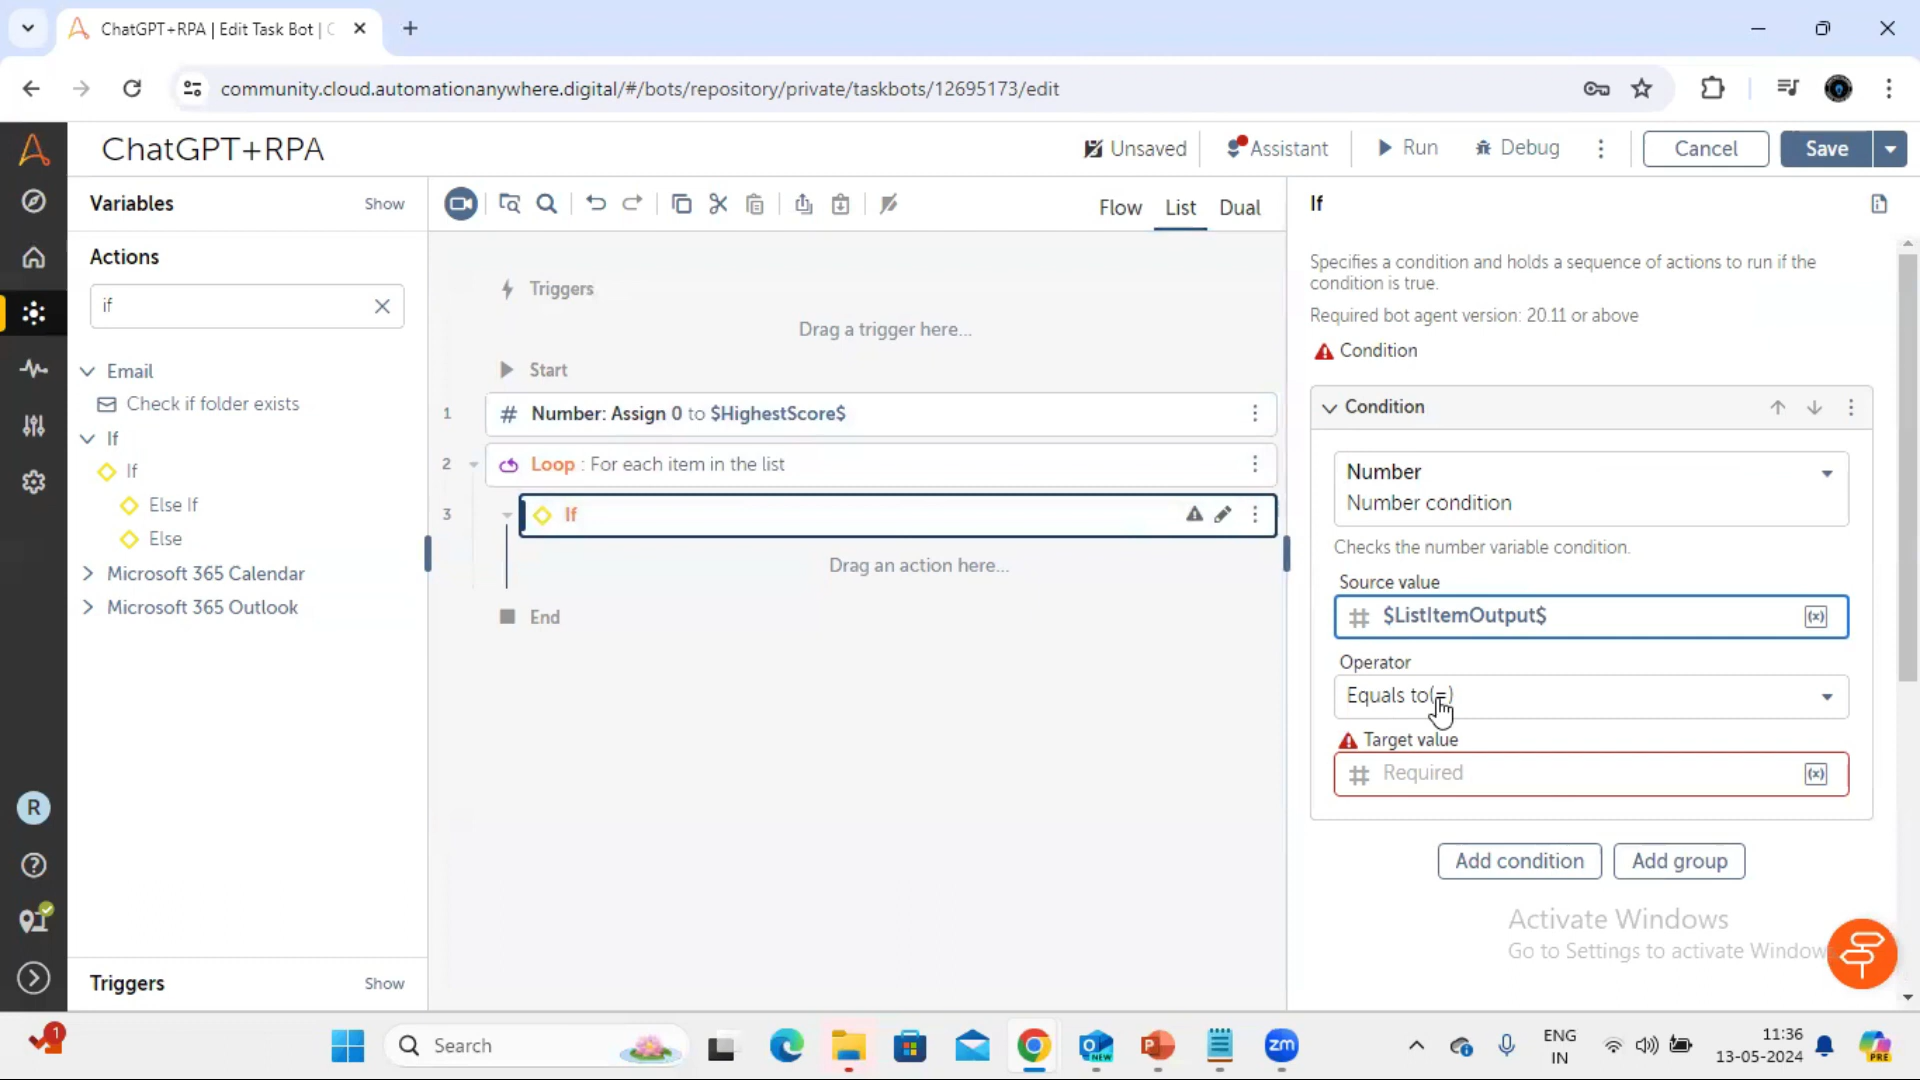 ChatGPT+RPA | Edit Task Bot |
community.cloud.automationanywhere.digital/#/bots/repository/private/taskbots/12695173/edit
ChatGPT+RPA
Unsaved
Assistant
Run
Debug
Cancel
Save
Variables
Show
Flow
List
Dual
If
Actions
if
Email
Check if folder exists
If
If
Else If
Else
Microsoft 365 Calendar
Microsoft 365 Outlook
Triggers
Show
Triggers
Drag a trigger here...
Start
1
# Number: Assign 0 to $HighestScore$
2
Loop : For each item in the list
3
If
Drag an action here...
End
Specifies a condition and holds a sequence of actions to run if the
condition is true.
Required bot agent version: 20.11 or above
Condition
Condition
Number
Number condition
Checks the number variable condition.
Source value
# $ListItemOutput$ (x)
Operator
Equals to(=)
Target value
# Required (x)
Add condition
Add group
Activate Windows
Go to Settings to activate Window
R
1
Search
NEW
zm
ENG
IN
11:36
13-05-2024
PRE